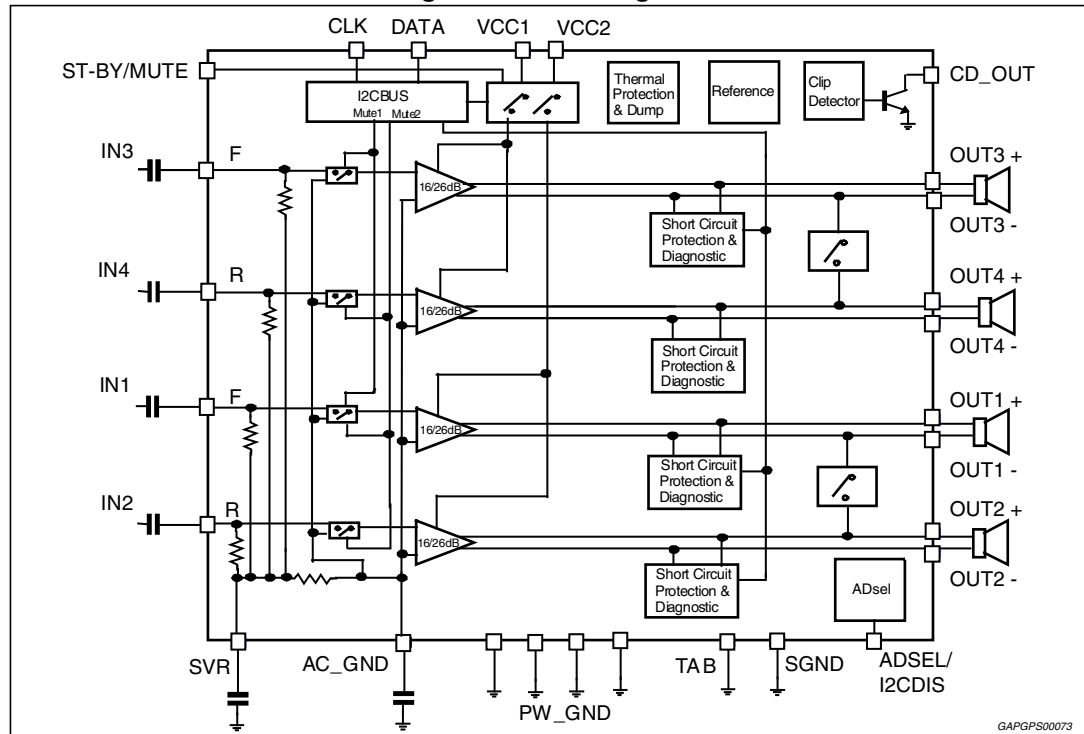 CLK DATA VCC1 VCC2
ST-BY/MUTE
I2CBUS
Mute1 Mute2
Thermal
Protection
& Dump
Reference
Clip
Detector
CD_OUT
IN3
F
16/26dB
OUT3 +
Short Circuit
Protection &
Diagnostic
OUT3 -
IN4
R
16/26dB
OUT4 +
Short Circuit
Protection &
Diagnostic
OUT4 -
IN1
F
16/26dB
OUT1 +
Short Circuit
Protection &
Diagnostic
OUT1 -
IN2
R
16/26dB
OUT2 +
Short Circuit
Protection &
Diagnostic
OUT2 -
ADsel
SVR
AC_GND
PW_GND
TAB
SGND
ADSEL/
I2CDIS
GAPGPS00073